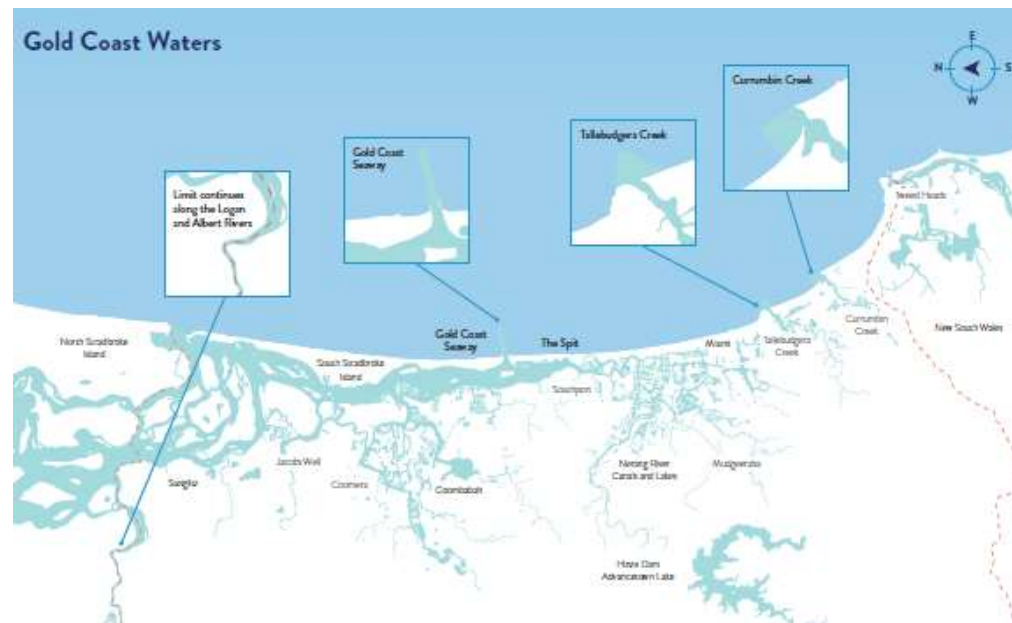 Gold Coast Waters
E
N
S
W
Currumbin Creek
Tallebudgera Creek
Gold Coast
Seaway
Limit continues
along the Logan
and Albert Rivers
Tweed Heads
North Stradbroke
Island
Gold Coast
Seaway
The Spit
Miami
Tallebudgera
Creek
Currumbin
Creek
New South Wales
South Stradbroke
Island
Southport
Jacobs Well
Steiglitz
Coomera
Coombabah
Nerang River
Canals and Lakes
Mudgeeraba
Hinze Dam
Advancetown Lake